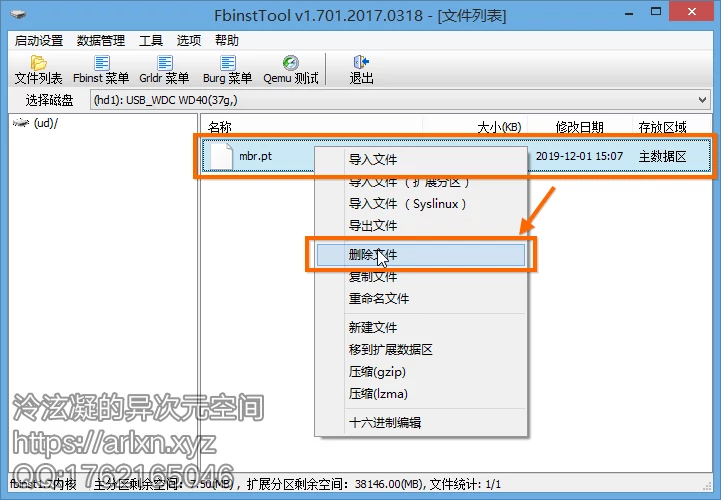 FbinstTool v1.701.2017.0318 - [文件列表]
启动设置 数据管理 工具 选项 帮助
文件列表 Fbinst 菜单 Grldr 菜单 Burg 菜单 Qemu 测试 退出
选择磁盘 (hd1): USB_WDC WD40(37g,)
(ud)/
名称 大小(KB) 修改日期 存放区域
mbr.pt 2019-12-01 15:07 主数据区
导入文件
导入文件 （扩展分区）
导入文件 （Syslinux）
导出文件
删除文件
复制文件
重命名文件
新建文件
移到扩展数据区
压缩(gzip)
压缩(lzma)
十六进制编辑
泠泫凝的异次元空间
https://arlxn.xyz
QQ:1762165046
fbinst1.7内核 主分区剩余空间: 7.50(MB), 扩展分区剩余空间: 38146.00(MB), 文件统计: 1/1